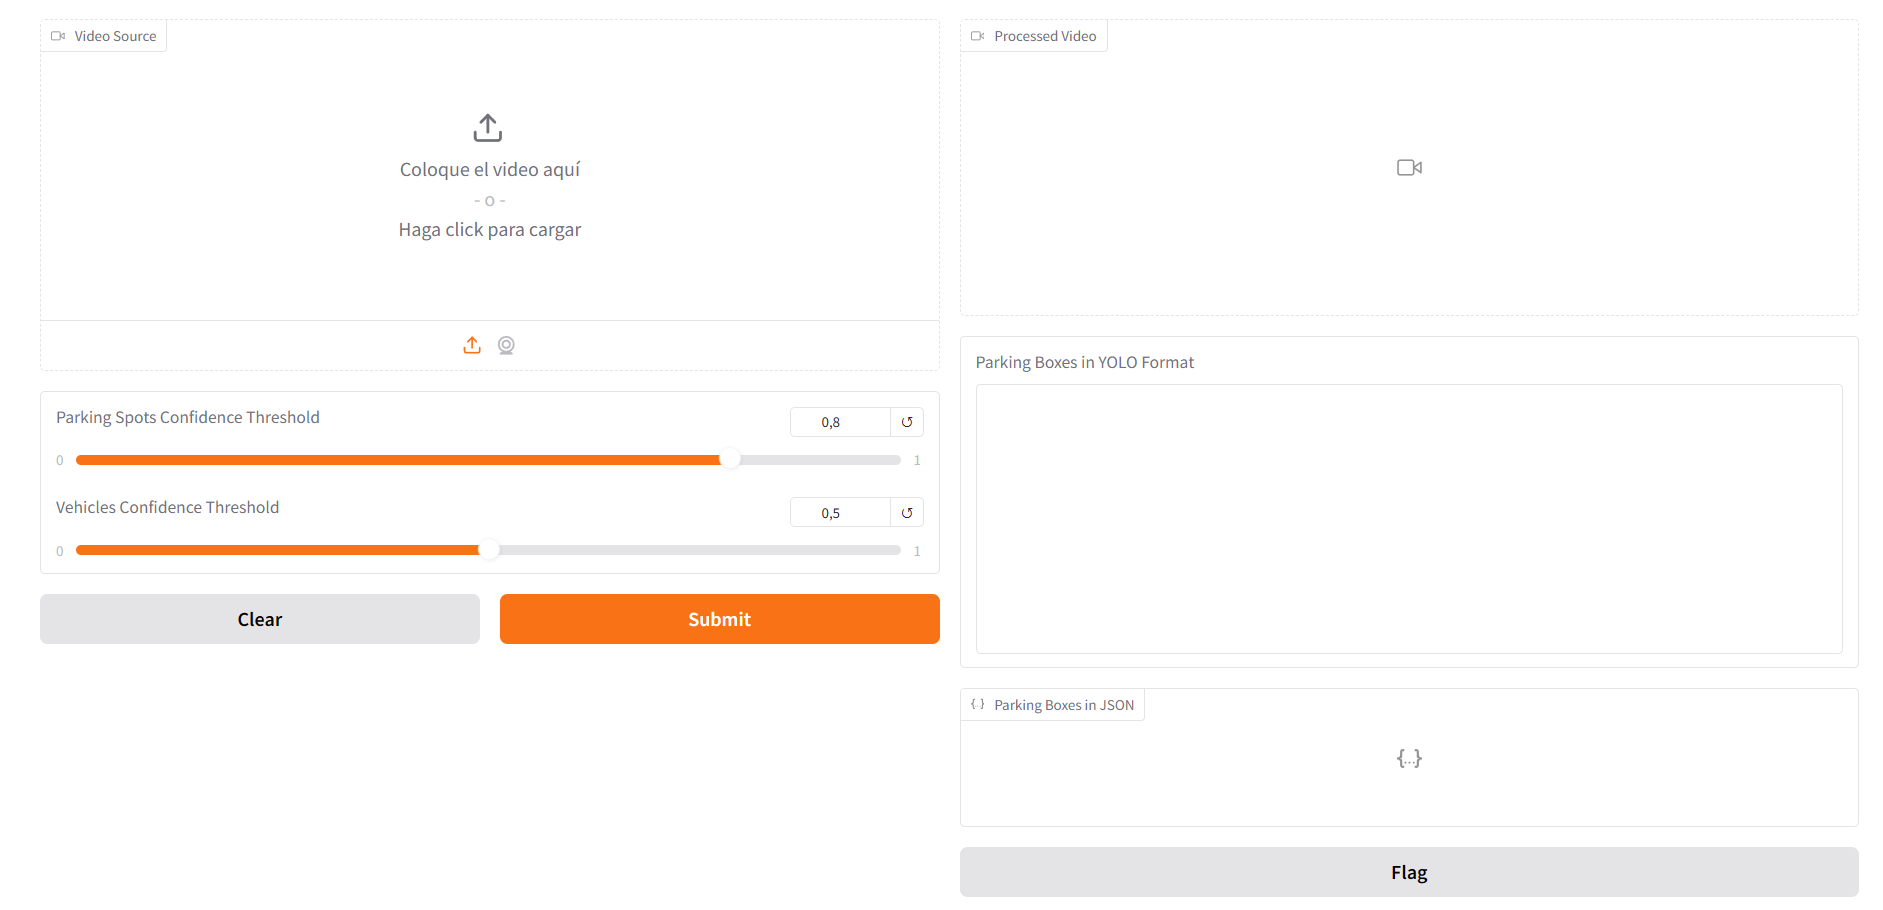 Video Source
Coloque el video aquí
- o -
Haga click para cargar
Parking Spots Confidence Threshold
0,8
0
1
Vehicles Confidence Threshold
0,5
0
1
Clear
Submit
Processed Video
Parking Boxes in YOLO Format
Parking Boxes in JSON
{...}
Flag